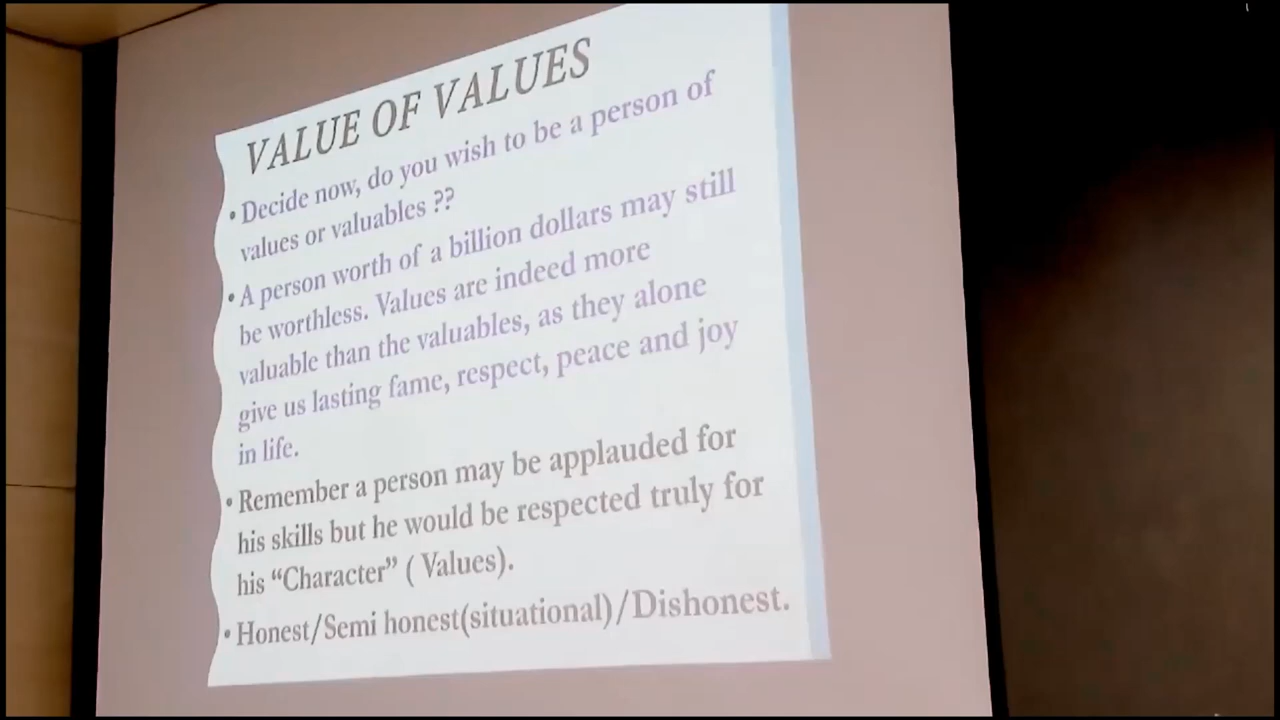 VALUE OF VALUES
• Decide now, do you wish to be a person of
values or valuables ??
• A person worth of a billion dollars may still
be worthless. Values are indeed more
valuable than the valuables, as they alone
give us lasting fame, respect, peace and joy
in life.
• Remember a person may be applauded for
his skills but he would be respected truly for
his “Character” ( Values).
• Honest/Semi honest(situational)/Dishonest.